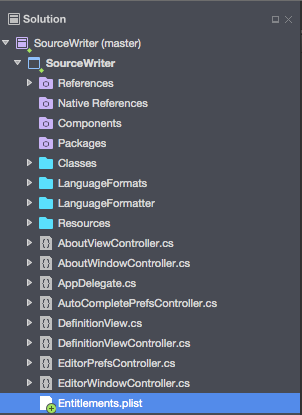 Solution
SourceWriter (master)
SourceWriter
References
Native References
Components
Packages
Classes
LanguageFormats
LanguageFormatter
Resources
AboutViewController.cs
AboutWindowController.cs
AppDelegate.cs
AutoCompletePrefsController.cs
DefinitionView.cs
DefinitionViewController.cs
EditorPrefsController.cs
EditorWindowController.cs
Entitlements.plist